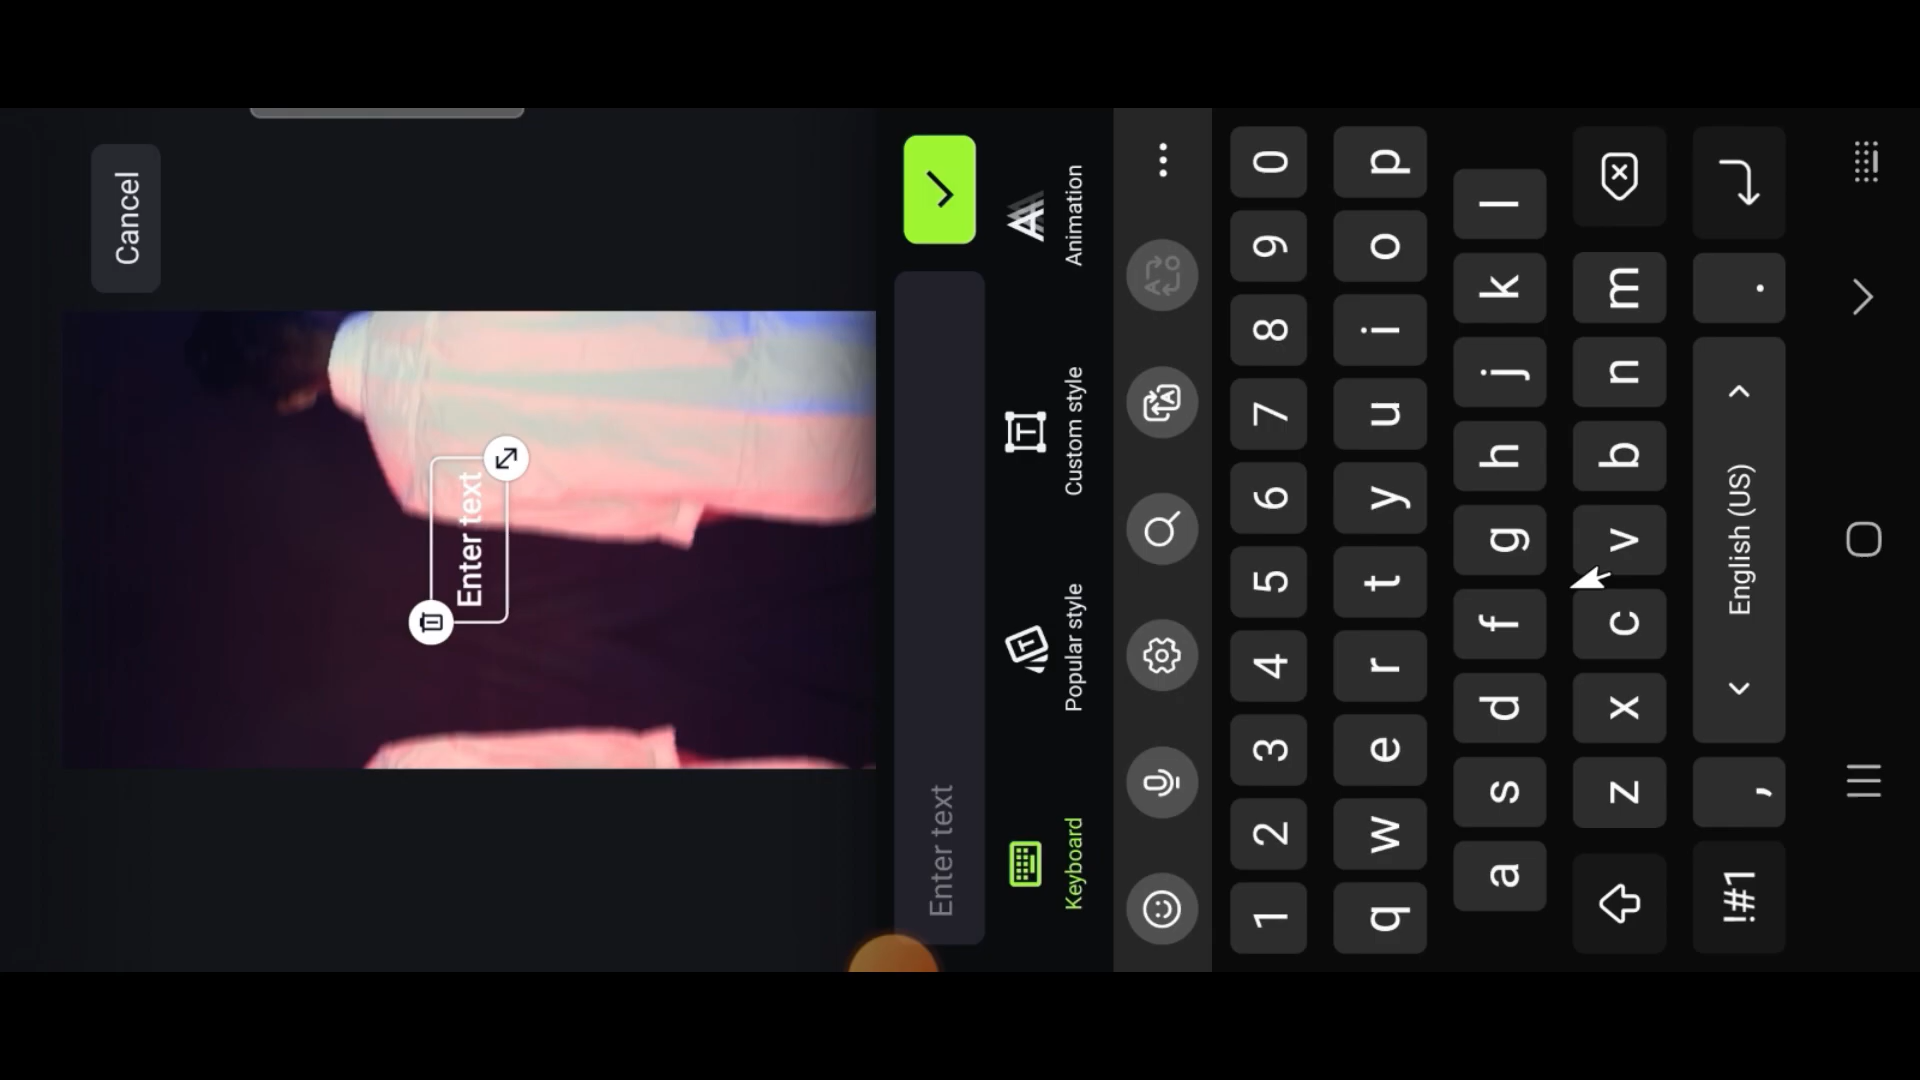 Cancel
Enter text
Enter text
Keyboard
Popular style
Custom style
Animation
1 2 3 4 5 6 7 8 9 0
q w e r t y u i o p
a s d f g h j k l
z x c v b n m
!#1 , < English (US) > .